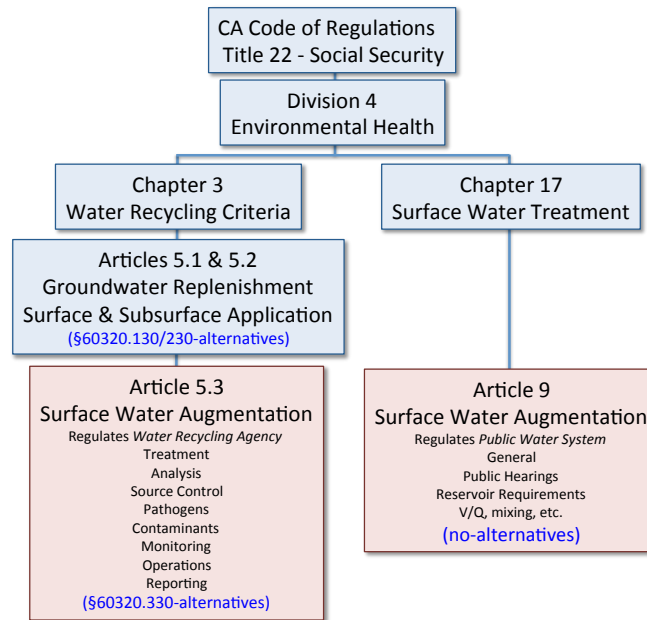 CA Code of Regulations
Title 22 - Social Security
Division 4
Environmental Health
Chapter 3
Water Recycling Criteria
Chapter 17
Surface Water Treatment
Articles 5.1 & 5.2
Groundwater Replenishment
Surface & Subsurface Application
(§60320.130/230-alternatives)
Article 5.3
Surface Water Augmentation
Regulates Water Recycling Agency
Treatment
Analysis
Source Control
Pathogens
Contaminants
Monitoring
Operations
Reporting
(§60320.330-alternatives)
Article 9
Surface Water Augmentation
Regulates Public Water System
General
Public Hearings
Reservoir Requirements
V/Q, mixing, etc.
(no-alternatives)